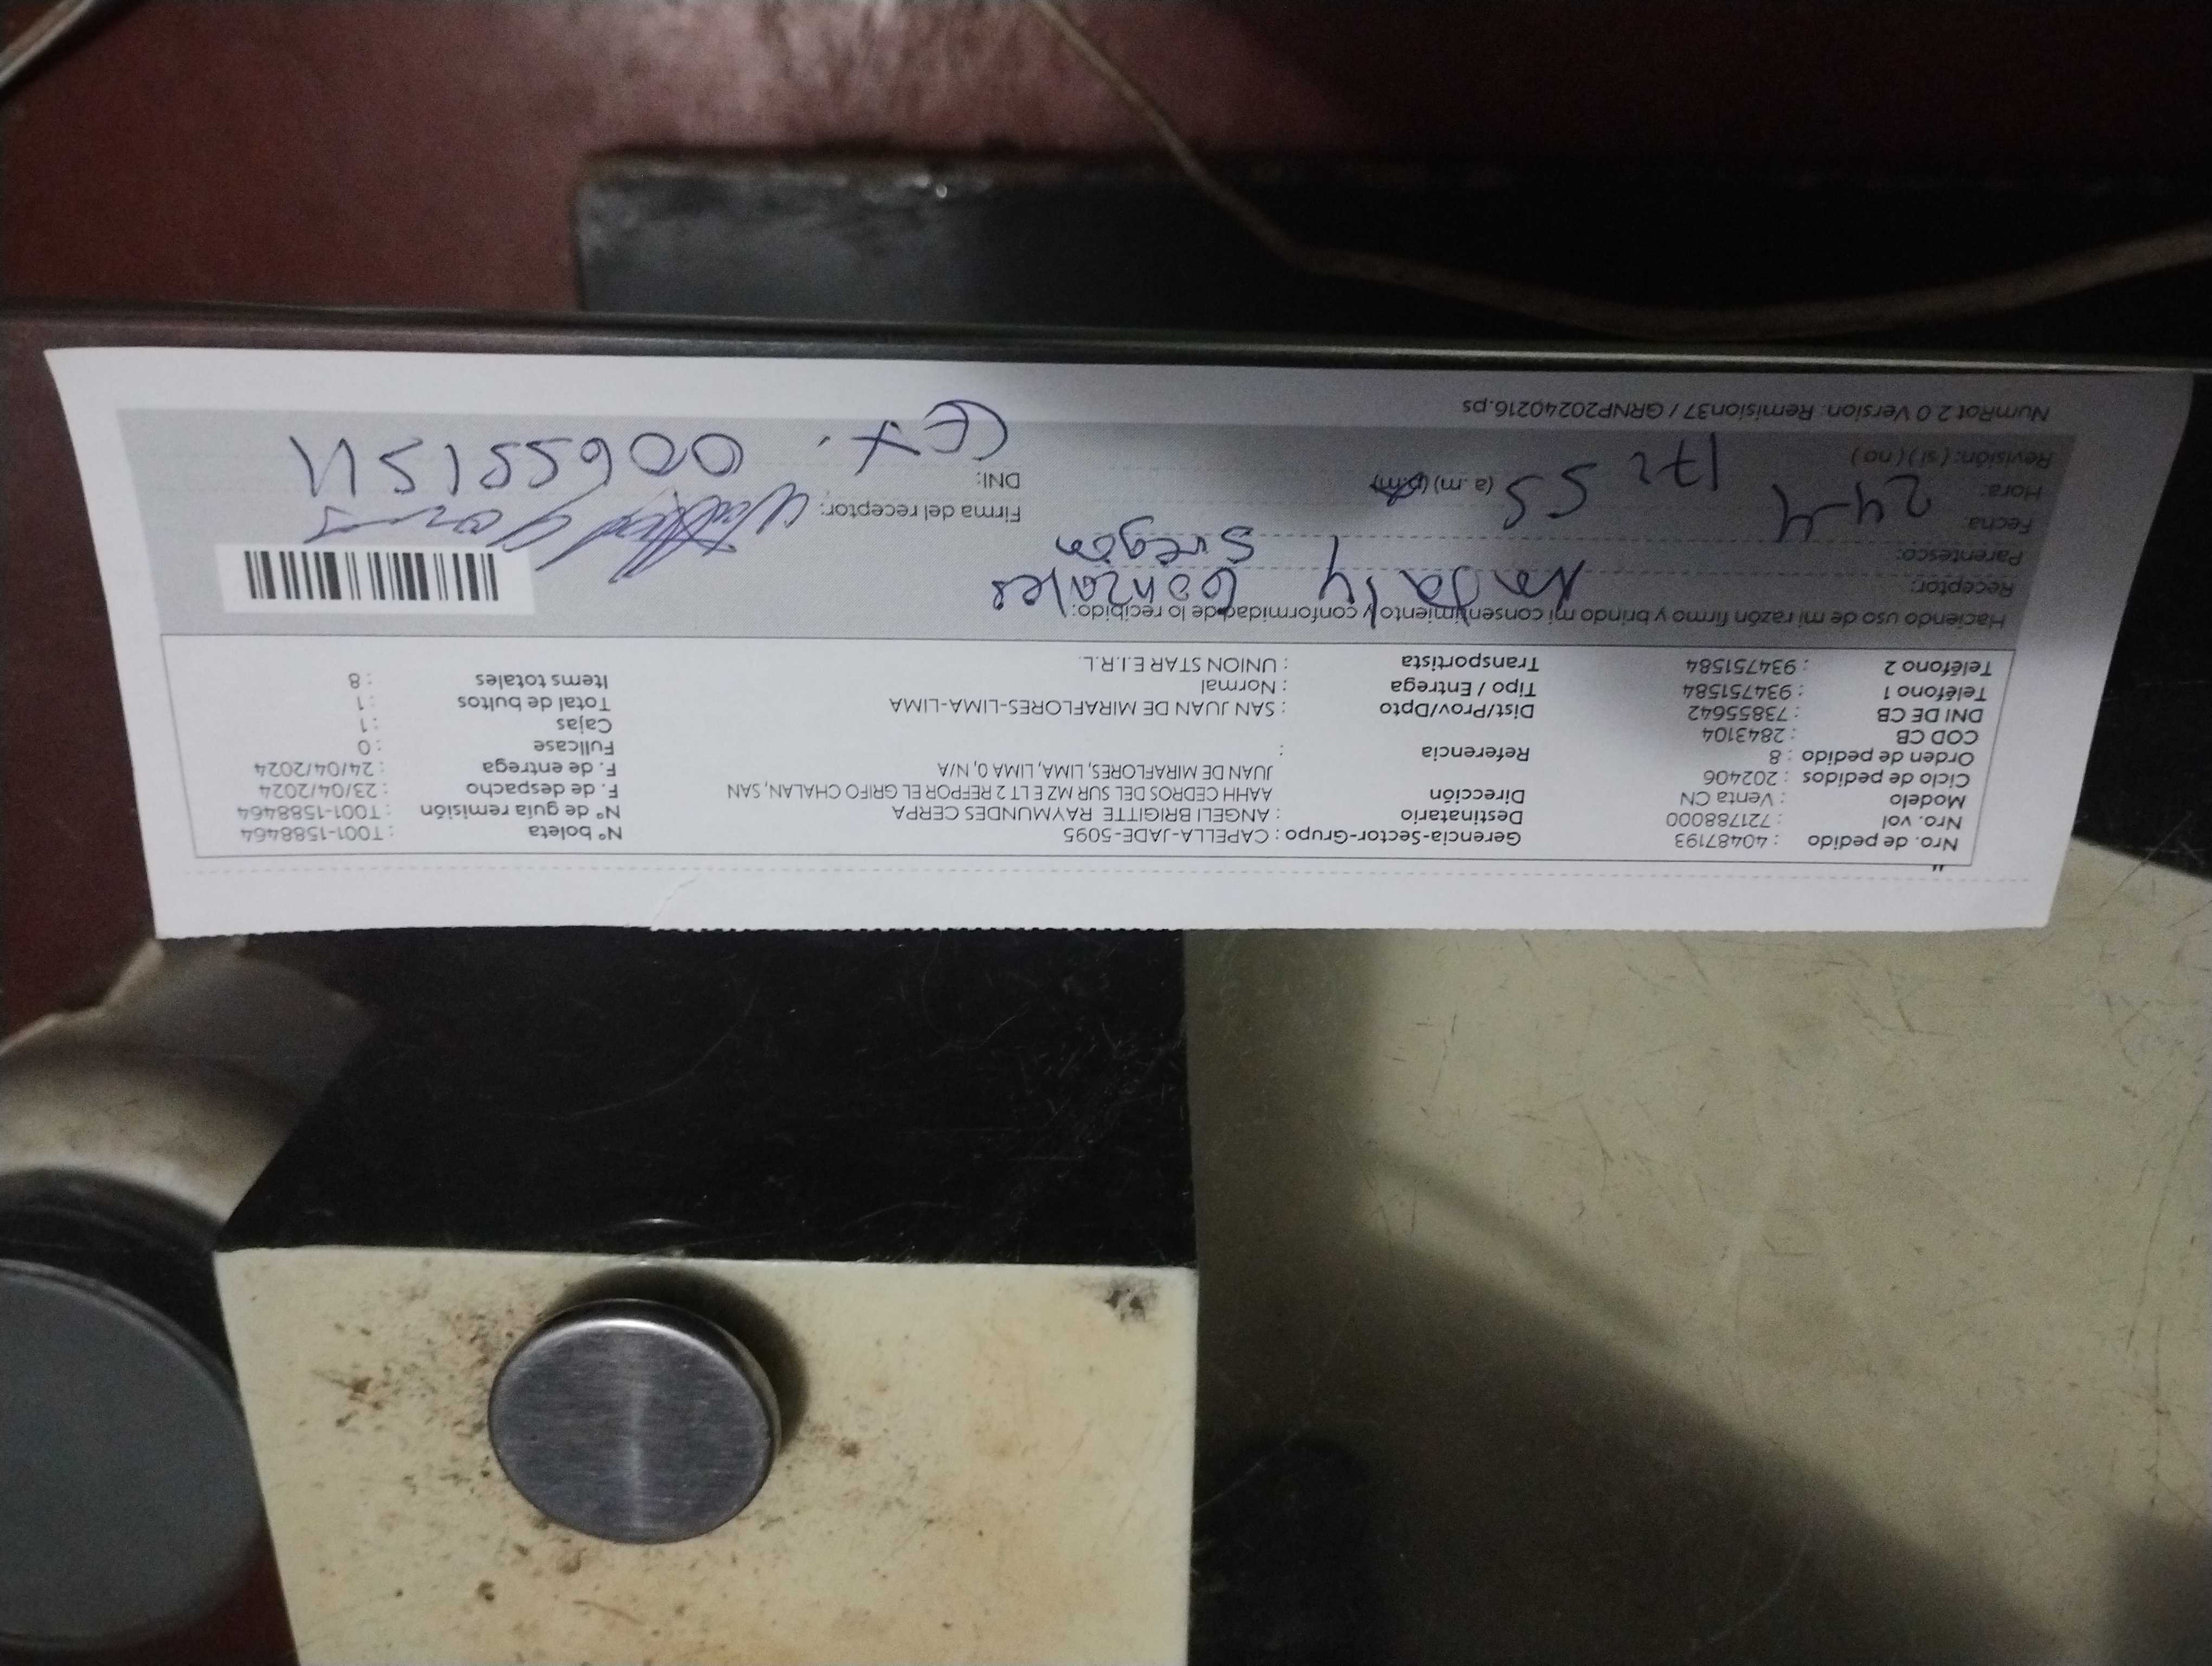 Nro. de pedido : 40487193
Nro. vol. : 721788000
Modelo : Venta CN
Ciclo de pedidos : 202406
Orden de pedido : 8
COD CB : 2843104
DNI DE CB : 73855642
Teléfono 1 : 934751584
Teléfono 2 : 934751584
Gerencia-Sector-Grupo : CAPELLA-JADE-5095
Destinatario : ANGELI BRIGITTE RAYMUNDES CERPA
Dirección AAHH CEDROS DEL SUR MZ E LT 2 REFPOR EL GRIFO CHALAN, SAN
JUAN DE MIRAFLORES, LIMA, LIMA 0, N/A
Referencia :
Dist/Prov/Dpto : SAN JUAN DE MIRAFLORES-LIMA-LIMA
Tipo / Entrega : Normal
Transportista : UNION STAR E.I.R.L.
N° boleta : T001-1588464
N° de guía remisión : T001-1588464
F. de despacho : 23/04/2024
F. de entrega : 24/04/2024
Fullcase : 0
Cajas : 1
Total de bultos : 1
Items totales : 8
Haciendo uso de mi razón firmo y brindo mi consentimiento y conformidad de lo recibido:
Receptor: Gonzales
Parentesco:
Fecha: 24-4
Hora: 17: 55 (a.m) (p.m)
Revisión: ( sí ) ( no )
Firma del receptor:
DNI:
CEX. 006551511
NumRot 2.0 Version: Remision37 / GRNP20240216.ps